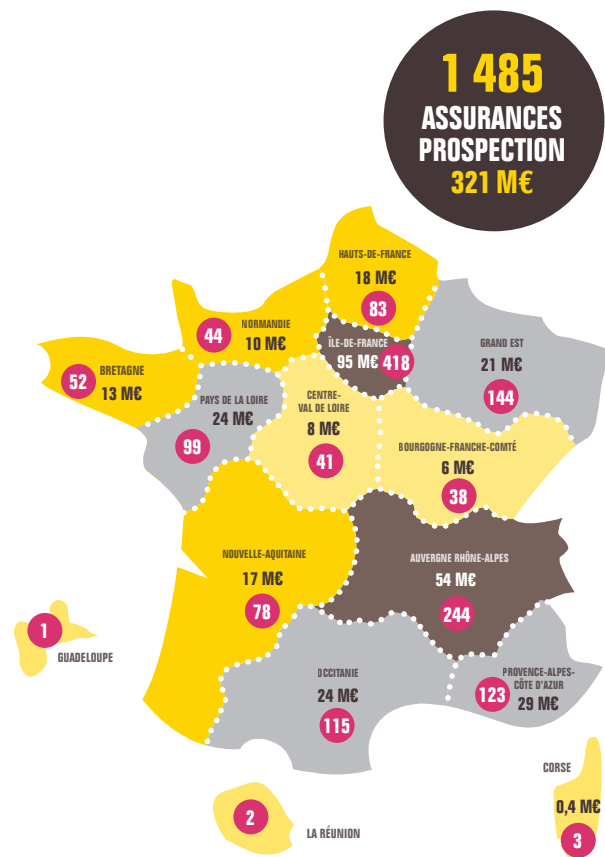 1 485
ASSURANCES
PROSPECTION
321 M€
HAUTS-DE-FRANCE
18 M€
83
NORMANDIE
44
10 M€
ÎLE-DE-FRANCE
95 M€
418
GRAND EST
21 M€
144
BRETAGNE
52
13 M€
PAYS DE LA LOIRE
24 M€
99
CENTRE-
VAL DE LOIRE
8 M€
41
BOURGOGNE-FRANCHE-COMTÉ
6 M€
38
NOUVELLE-AQUITAINE
17 M€
78
AUVERGNE RHÔNE-ALPES
54 M€
244
1
GUADELOUPE
OCCITANIE
24 M€
115
PROVENCE-ALPES-
CÔTE D'AZUR
123
29 M€
CORSE
0,4 M€
3
2
LA RÉUNION